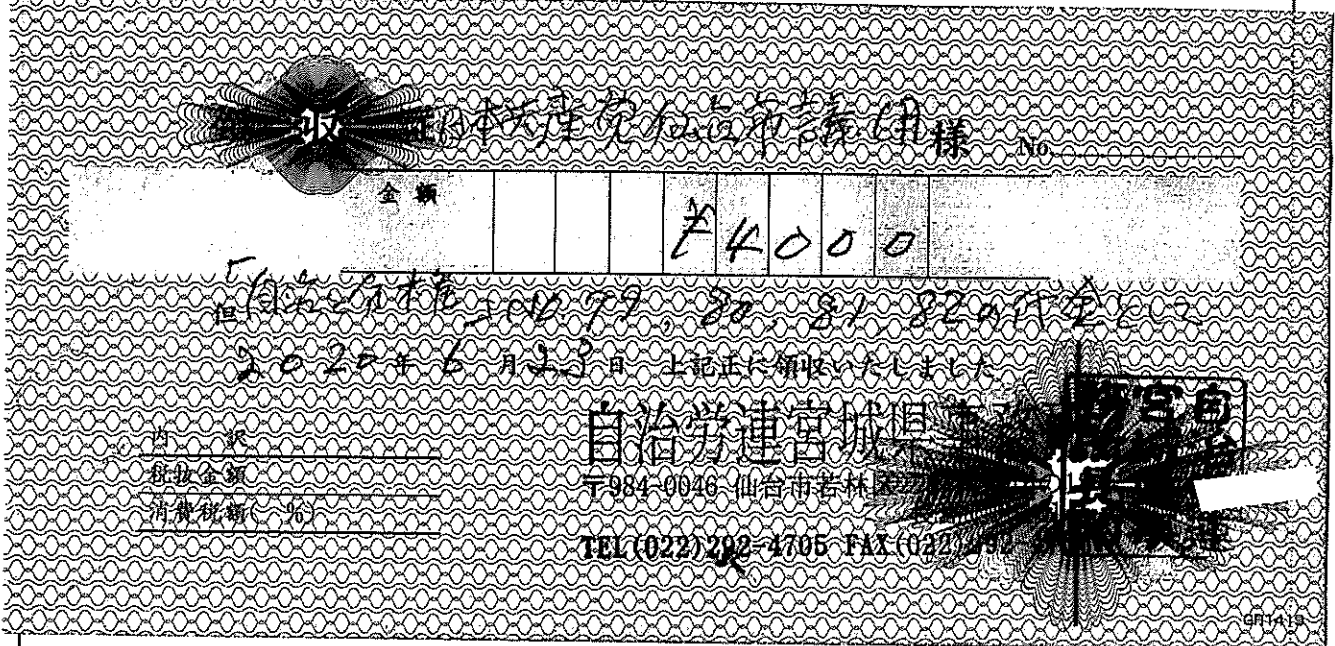 収 日本共産党仙台市議団 様 No.
金額 ¥4000
但「自治と分権」No.79, 80, 81, 82の代金として
2020年 6月23日 上記正に領収いたしました
内 訳
税抜金額
消費税額( %)
自治労連宮城県
〒984-0046 仙台市若林区
TEL(022)292-4705 FAX(022)292-
GR1419